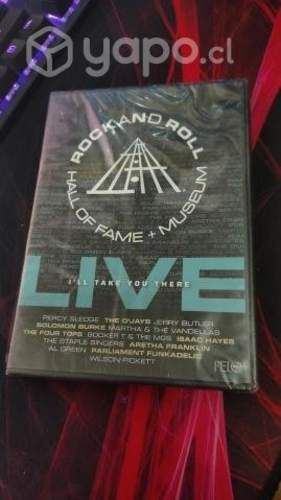 yapo.cl
ROCK AND ROLL
HALL OF FAME + MUSEUM
LIVE
I'LL TAKE YOU THERE
PERCY SLEDGE THE O'JAYS JERRY BUTLER
SOLOMON BURKE MARTHA & THE VANDELLAS
THE FOUR TOPS BOOKER T & THE MGS ISAAC HAYES
THE STAPLE SINGERS ARETHA FRANKLIN
AL GREEN PARLIAMENT FUNKADELIC
WILSON PICKETT